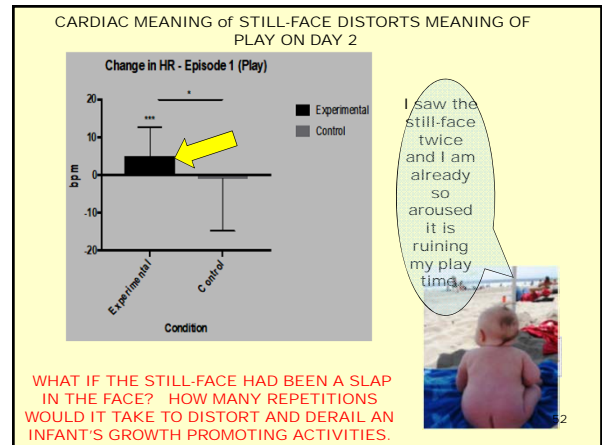 CARDIAC MEANING of STILL-FACE DISTORTS MEANING OF
PLAY ON DAY 2
Change in HR - Episode 1 (Play)
20
10
0
-10
-20
bpm
***
*
Experimental
Control
Experimental
Control
Condition
I saw the
still-face
twice
and I am
already
so
aroused
it is
ruining
my play
time.
WHAT IF THE STILL-FACE HAD BEEN A SLAP
IN THE FACE? HOW MANY REPETITIONS
WOULD IT TAKE TO DISTORT AND DERAIL AN
INFANT'S GROWTH PROMOTING ACTIVITIES.
52